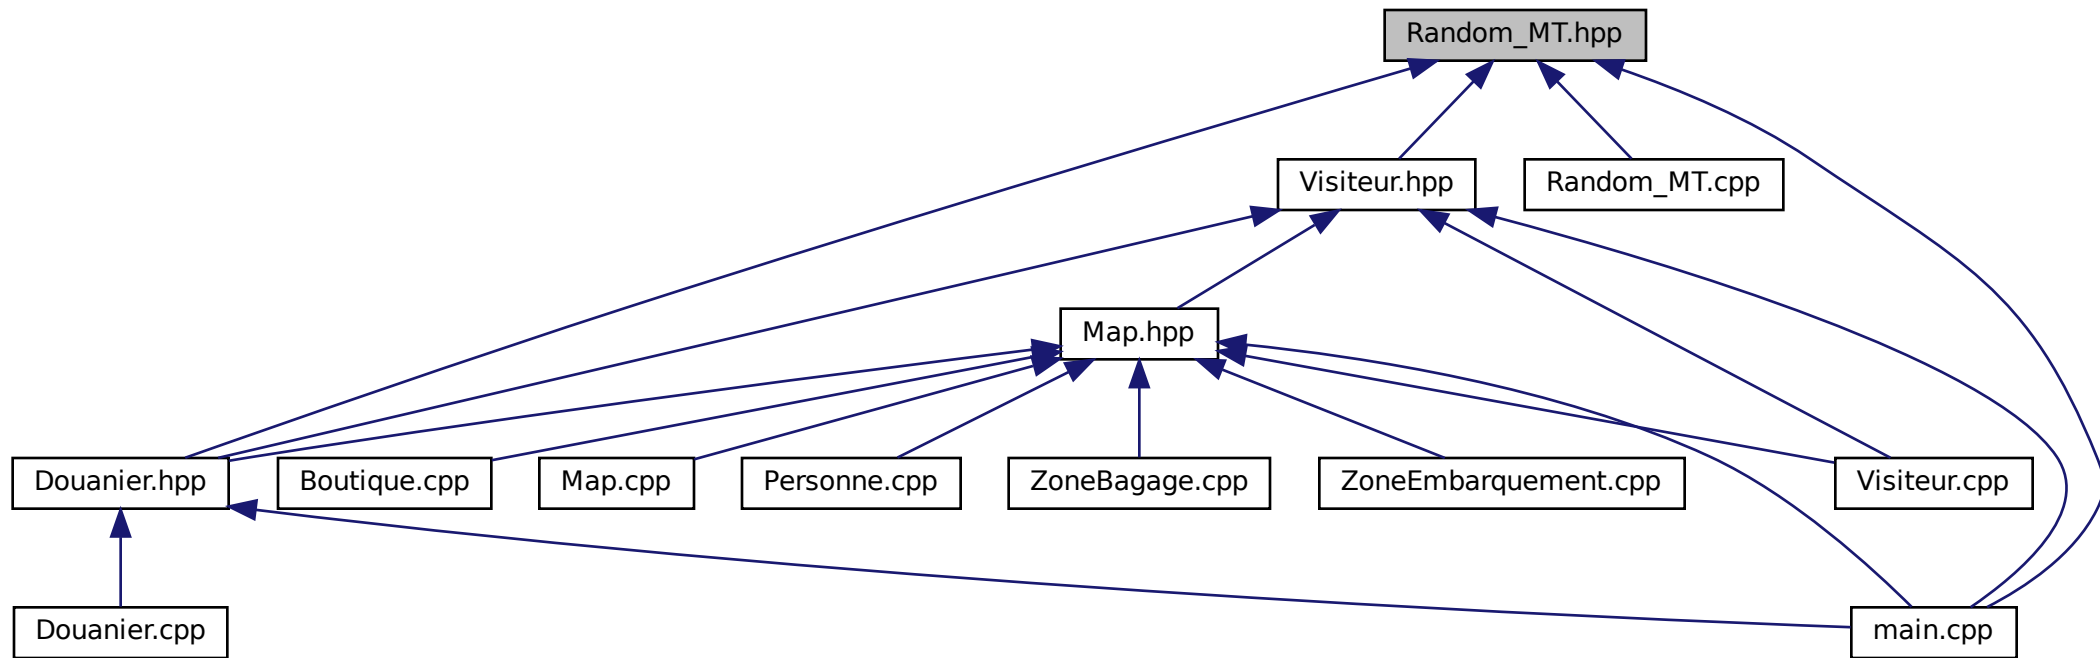 Random_MT.hpp
Visiteur.hpp
Random_MT.cpp
Map.hpp
Douanier.hpp
Boutique.cpp
Map.cpp
Personne.cpp
ZoneBagage.cpp
ZoneEmbarquement.cpp
Visiteur.cpp
Douanier.cpp
main.cpp